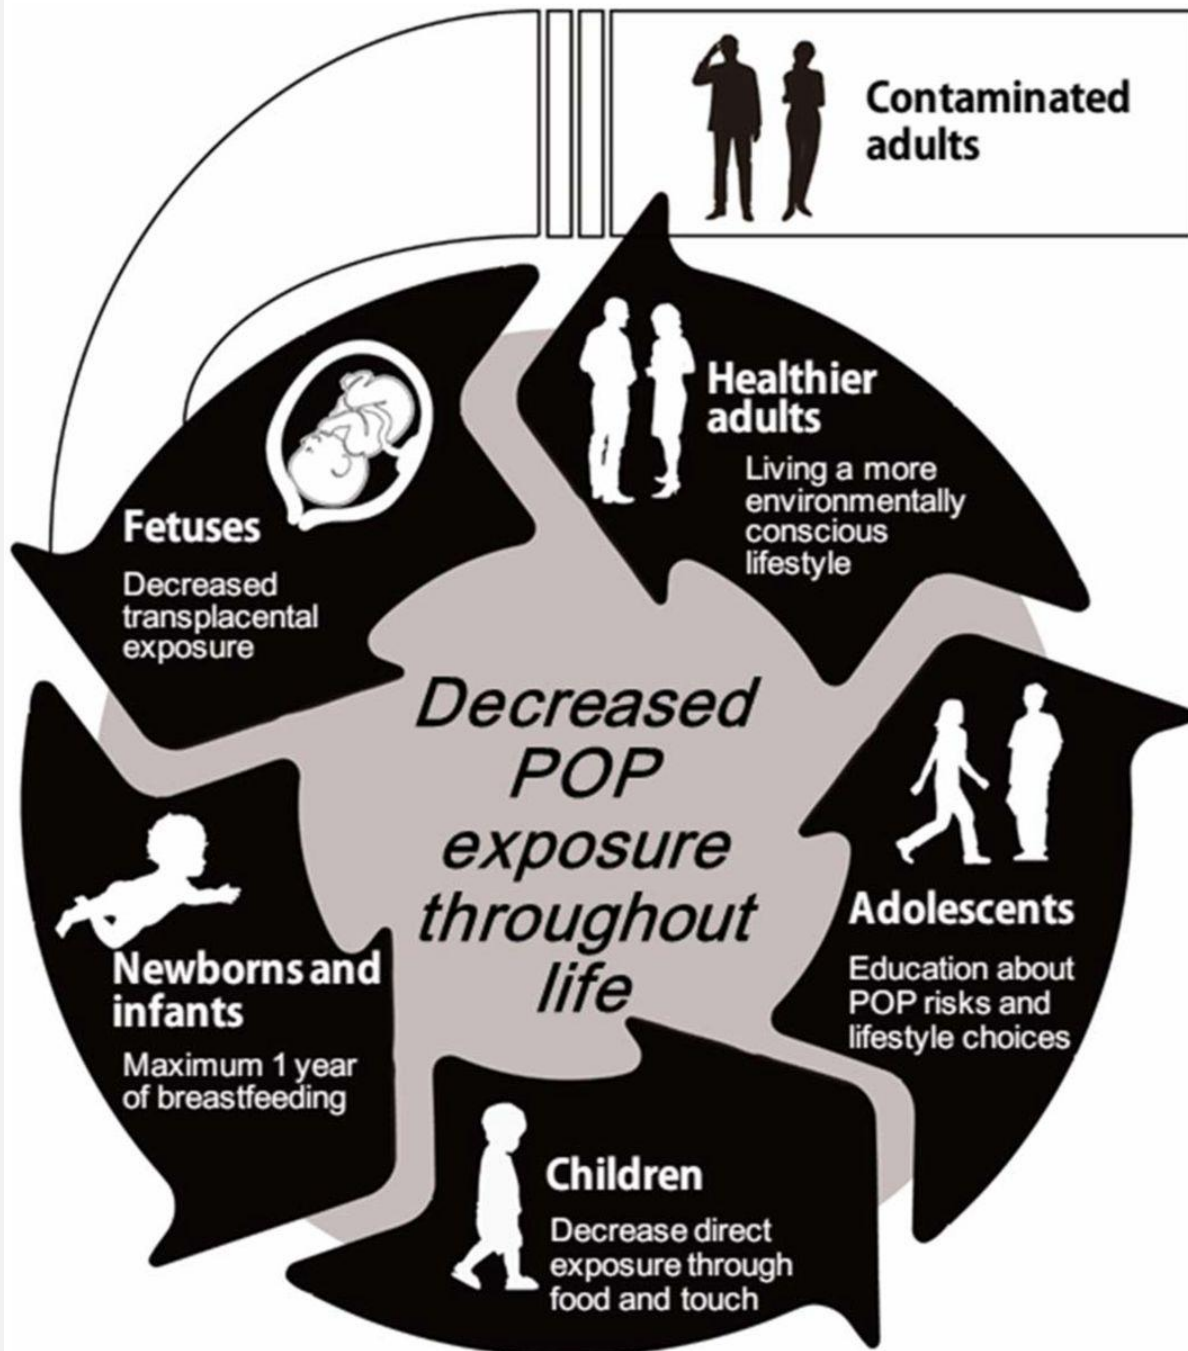 Contaminated
adults
Healthier
adults
Living a more
environmentally
conscious
lifestyle
Fetuses
Decreased
transplacental
exposure
Decreased
POP
exposure
throughout
life
Adolescents
Education about
POP risks and
lifestyle choices
Newborns and
infants
Maximum 1 year
of breastfeeding
Children
Decrease direct
exposure through
food and touch